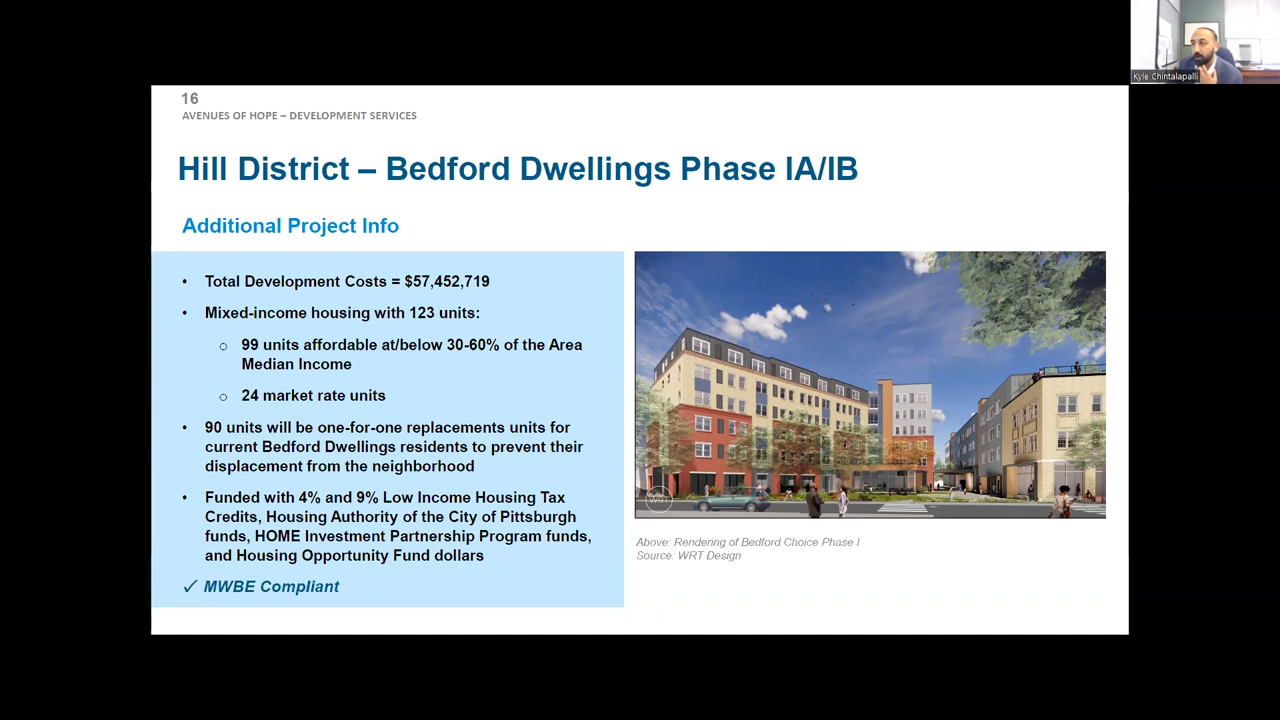 Kyle Chintalapalli
16
AVENUES OF HOPE – DEVELOPMENT SERVICES
Hill District – Bedford Dwellings Phase IA/IB
Additional Project Info
• Total Development Costs = $57,452,719
• Mixed-income housing with 123 units:
○ 99 units affordable at/below 30-60% of the Area
Median Income
○ 24 market rate units
• 90 units will be one-for-one replacements units for
current Bedford Dwellings residents to prevent their
displacement from the neighborhood
• Funded with 4% and 9% Low Income Housing Tax
Credits, Housing Authority of the City of Pittsburgh
funds, HOME Investment Partnership Program funds,
and Housing Opportunity Fund dollars
✓ MWBE Compliant
WRT
Above: Rendering of Bedford Choice Phase I
Source: WRT Design